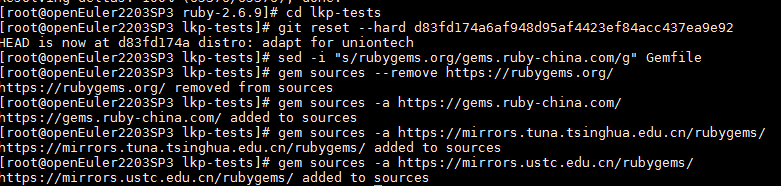 [root@openEuler2203SP3 ruby-2.6.9]# cd lkp-tests
[root@openEuler2203SP3 lkp-tests]# git reset --hard d83fd174a6af948d95af4423ef84acc437ea9e92
HEAD is now at d83fd174a distro: adapt for uniontech
[root@openEuler2203SP3 lkp-tests]# sed -i "s/rubygems.org/gems.ruby-china.com/g" Gemfile
[root@openEuler2203SP3 lkp-tests]# gem sources --remove https://rubygems.org/
https://rubygems.org/ removed from sources
[root@openEuler2203SP3 lkp-tests]# gem sources -a https://gems.ruby-china.com/
https://gems.ruby-china.com/ added to sources
[root@openEuler2203SP3 lkp-tests]# gem sources -a https://mirrors.tuna.tsinghua.edu.cn/rubygems/
https://mirrors.tuna.tsinghua.edu.cn/rubygems/ added to sources
[root@openEuler2203SP3 lkp-tests]# gem sources -a https://mirrors.ustc.edu.cn/rubygems/
https://mirrors.ustc.edu.cn/rubygems/ added to sources